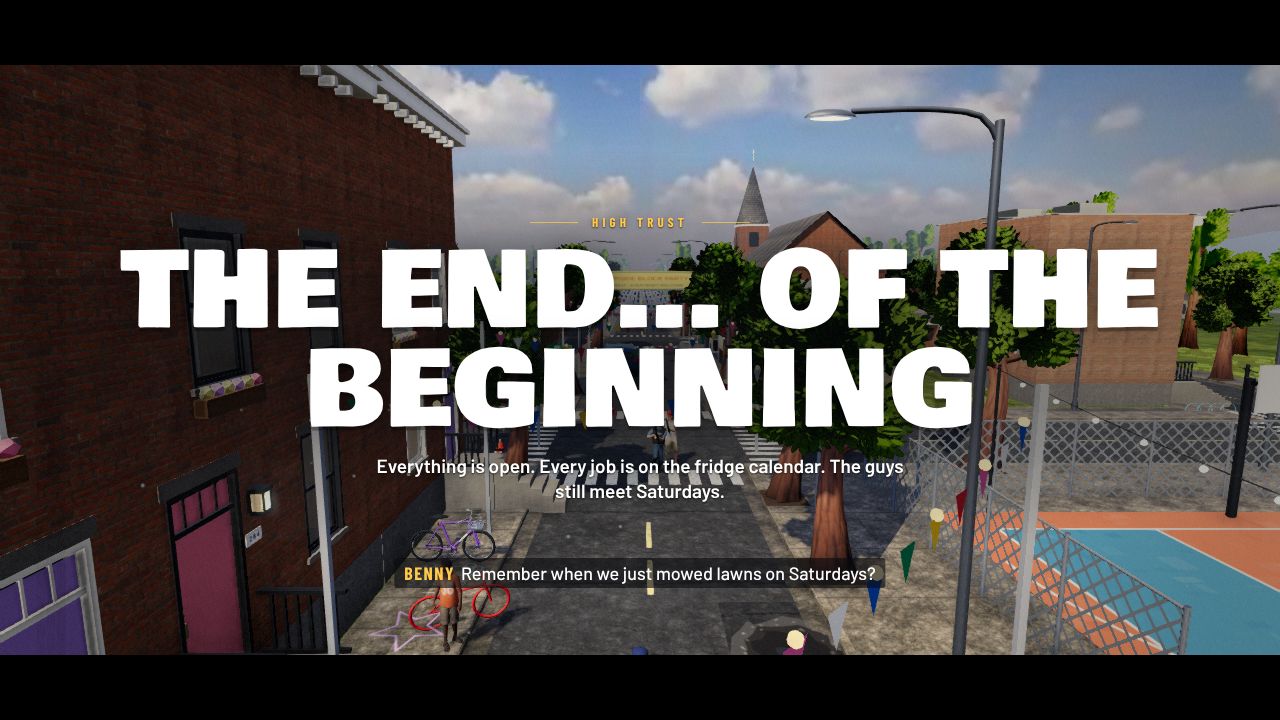 HIGH TRUST
THE END... OF THE
BEGINNING
Everything is open. Every job is on the fridge calendar. The guys
still meet Saturdays.
BENNY Remember when we just mowed lawns on Saturdays?